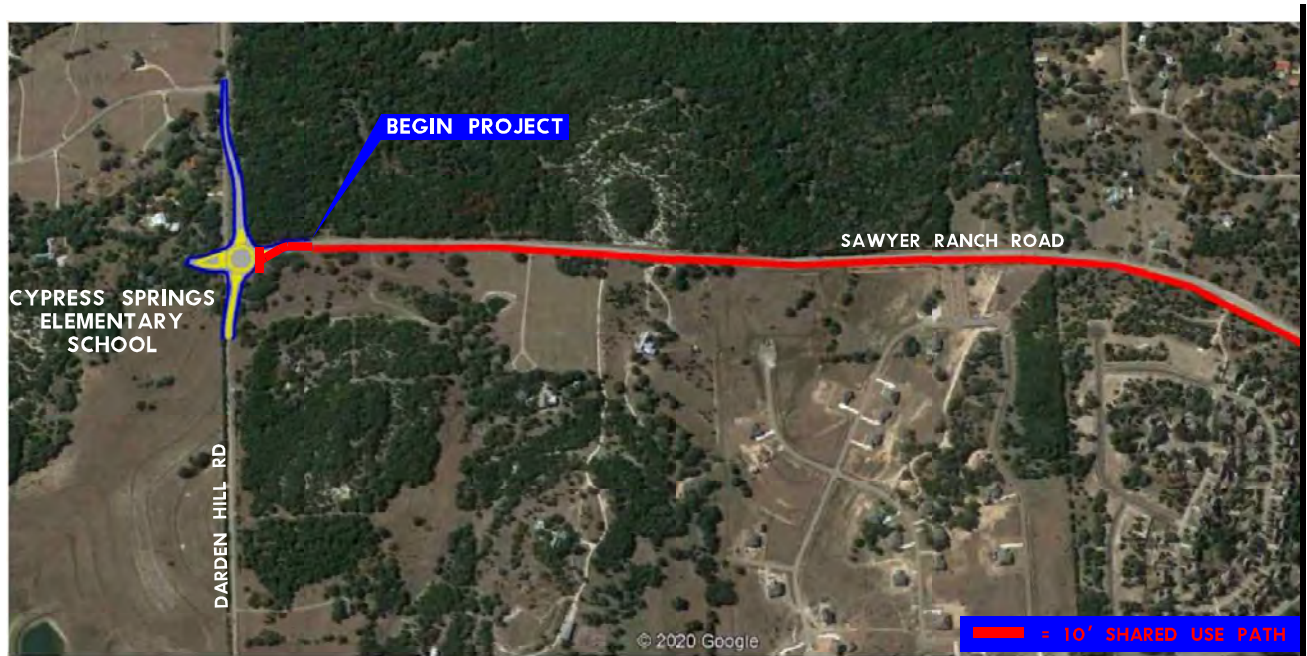 BEGIN PROJECT
SAWYER RANCH ROAD
CYPRESS SPRINGS
ELEMENTARY
SCHOOL
DARDEN HILL RD
© 2020 Google
= 10' SHARED USE PATH